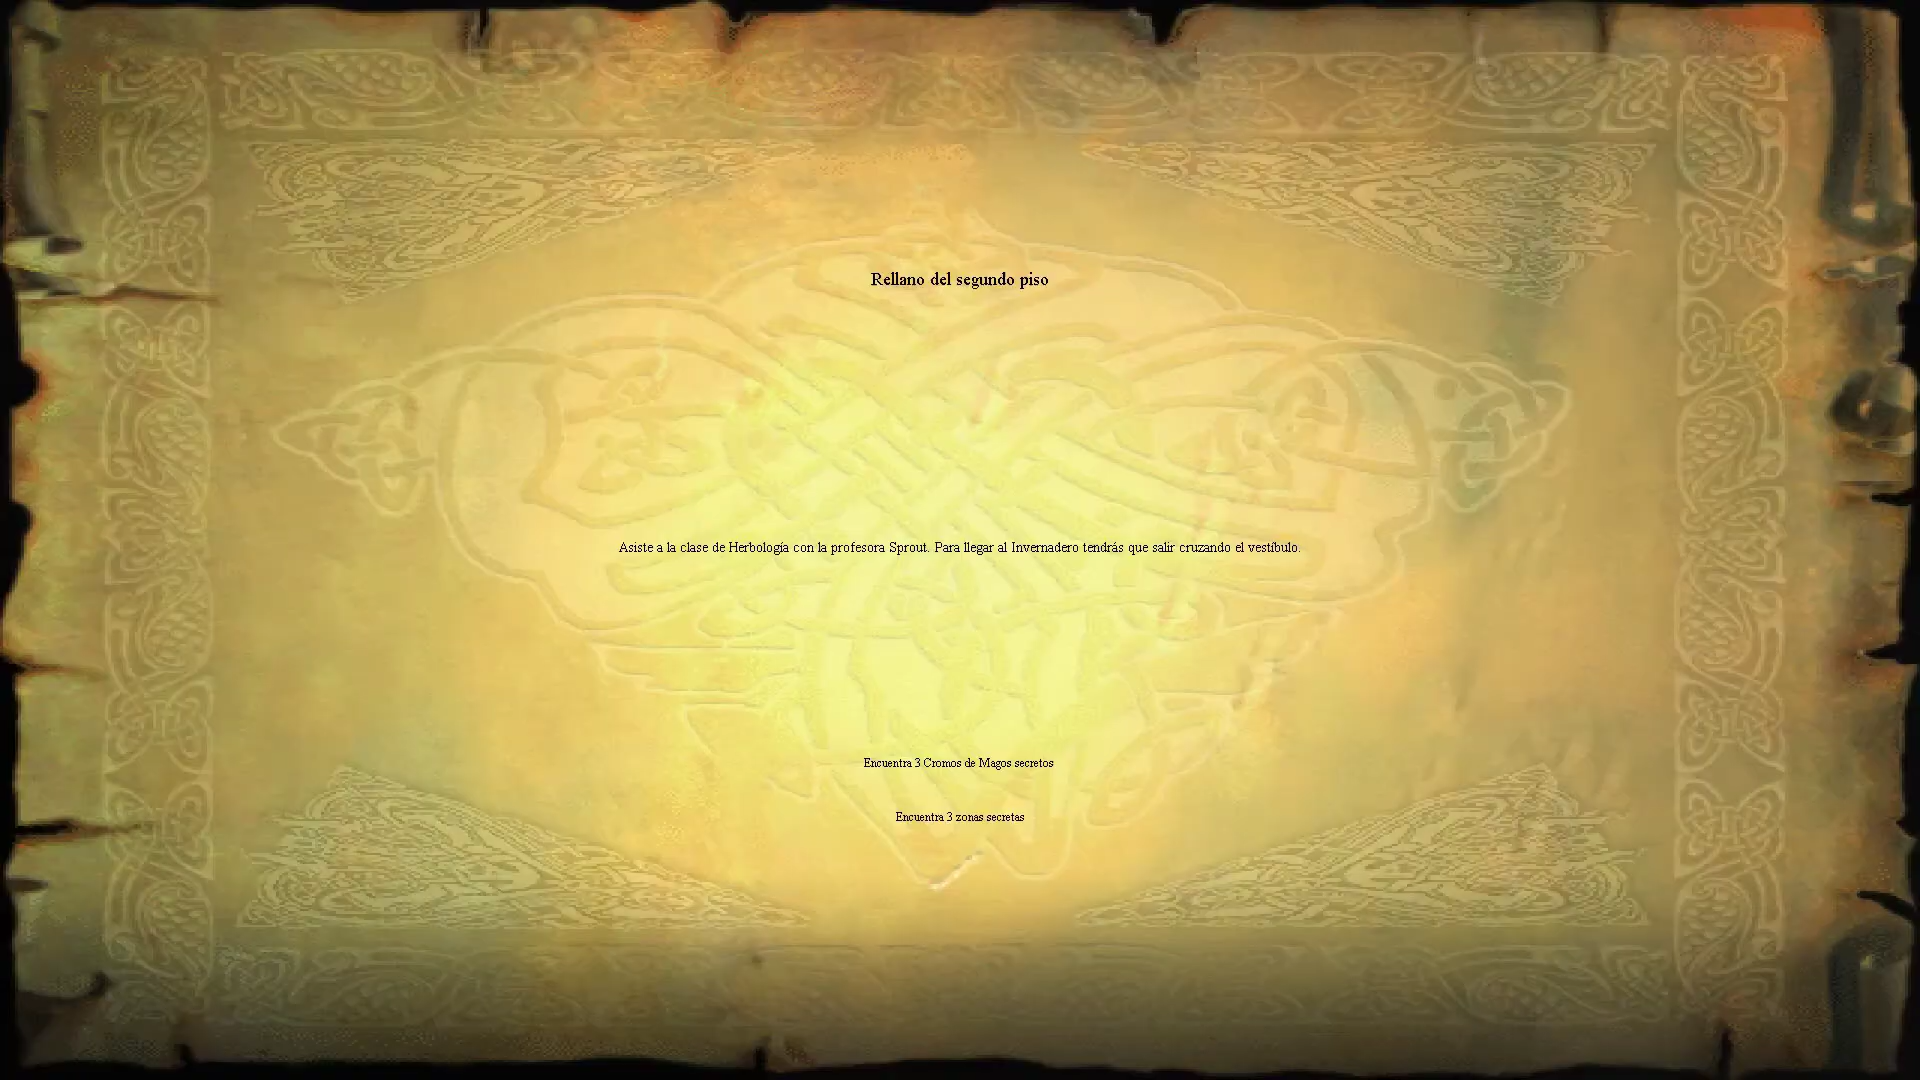 Rellano del segundo piso
Asiste a la clase de Herbología con la profesora Sprout. Para llegar al Invernadero tendrás que salir cruzando el vestíbulo.
Encuentra 3 Cromos de Magos secretos
Encuentra 3 zonas secretas